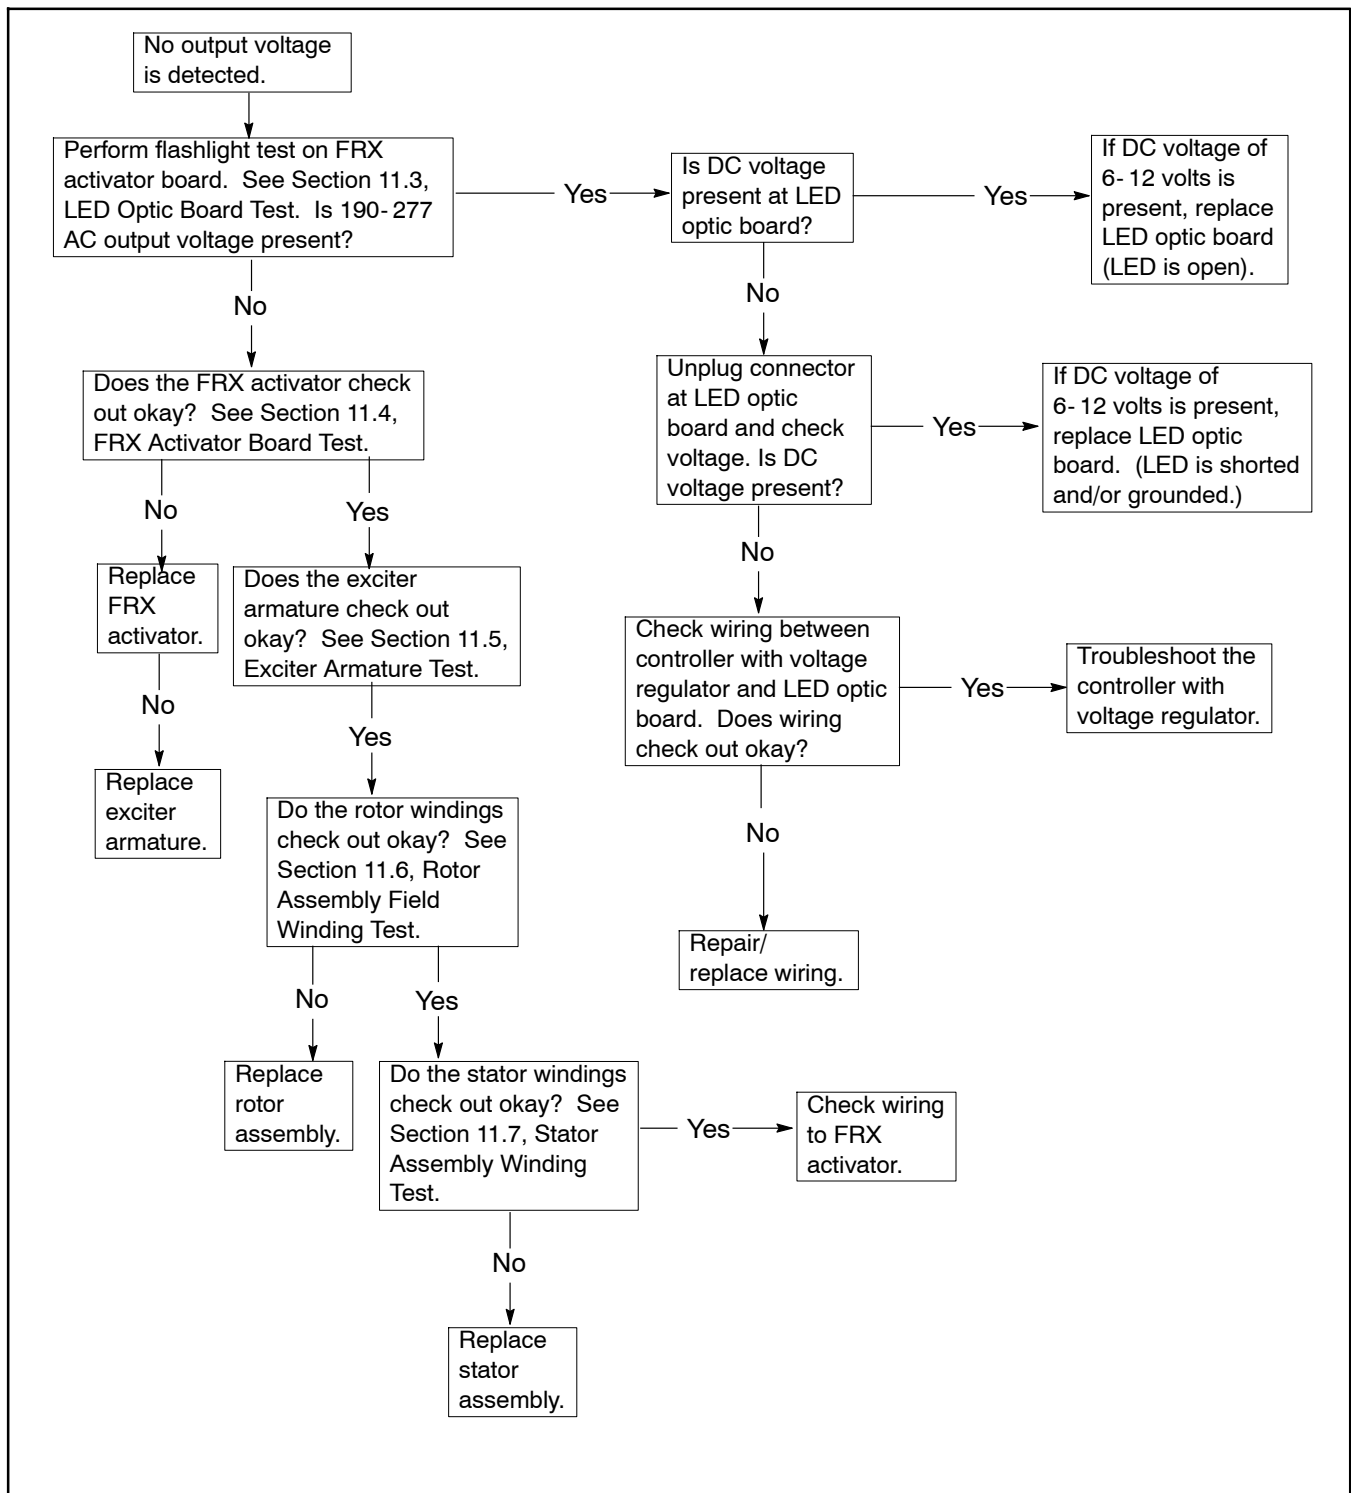 No output voltage
is detected.
Perform flashlight test on FRX
activator board.  See Section 11.3,
LED Optic Board Test.  Is 190-277
AC output voltage present?
Yes
Is DC voltage
present at LED
optic board?
Yes
If DC voltage of
6-12 volts is
present, replace
LED optic board
(LED is open).
No
No
Does the FRX activator check
out okay?  See Section 11.4,
FRX Activator Board Test.
Unplug connector
at LED optic
board and check
voltage. Is DC
voltage present?
Yes
If DC voltage of
6-12 volts is present,
replace LED optic
board.  (LED is shorted
and/or grounded.)
No
Yes
No
Replace
FRX
activator.
Does the exciter
armature check out
okay?  See Section 11.5,
Exciter Armature Test.
Check wiring between
controller with voltage
regulator and LED optic
board.  Does wiring
check out okay?
Yes
Troubleshoot the
controller with
voltage regulator.
No
Yes
Replace
exciter
armature.
Do the rotor windings
check out okay?  See
Section 11.6, Rotor
Assembly Field
Winding Test.
No
Repair/
replace wiring.
No
Yes
Replace
rotor
assembly.
Do the stator windings
check out okay?  See
Section 11.7, Stator
Assembly Winding
Test.
Yes
Check wiring
to FRX
activator.
No
Replace
stator
assembly.